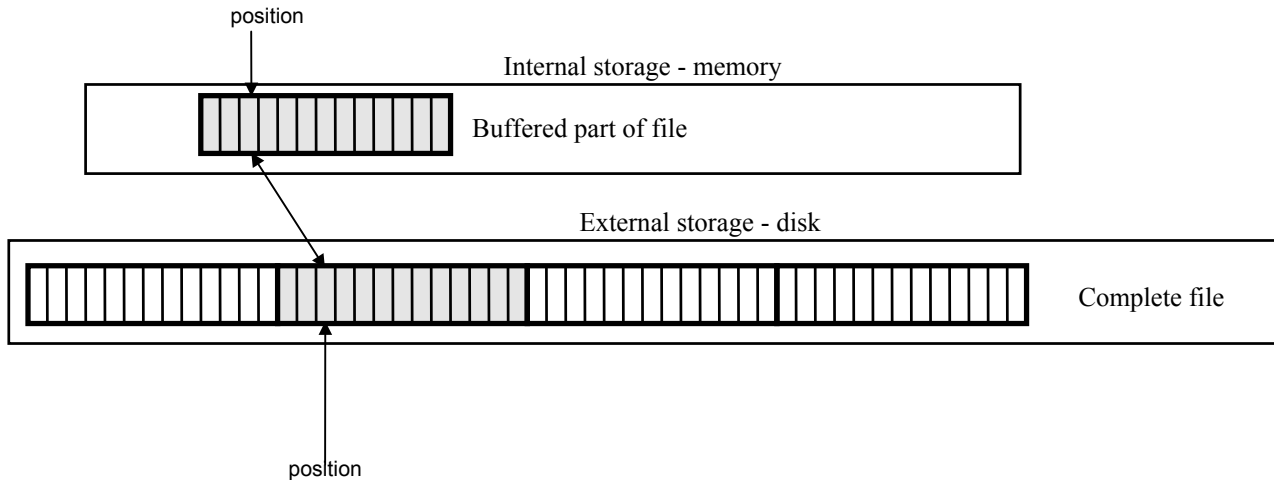 position
Internal storage - memory
Buffered part of file
External storage - disk
Complete file
position